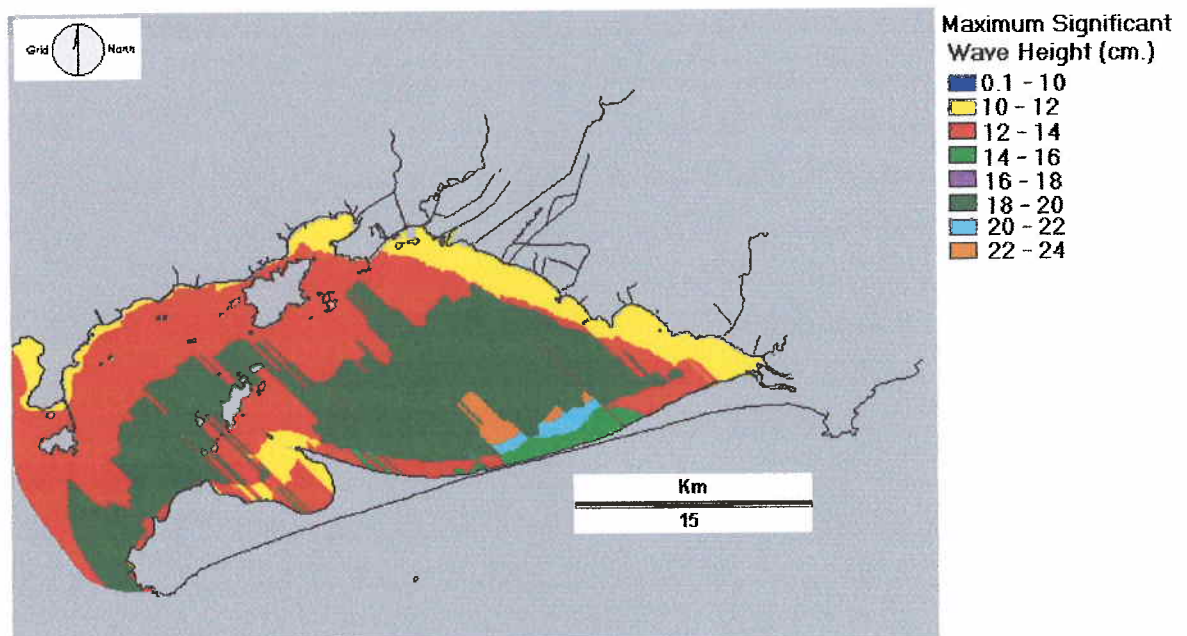 Grid
North
Maximum Significant
Wave Height (cm.)
0.1 - 10
10 - 12
12 - 14
14 - 16
16 - 18
18 - 20
20 - 22
22 - 24
Km
15